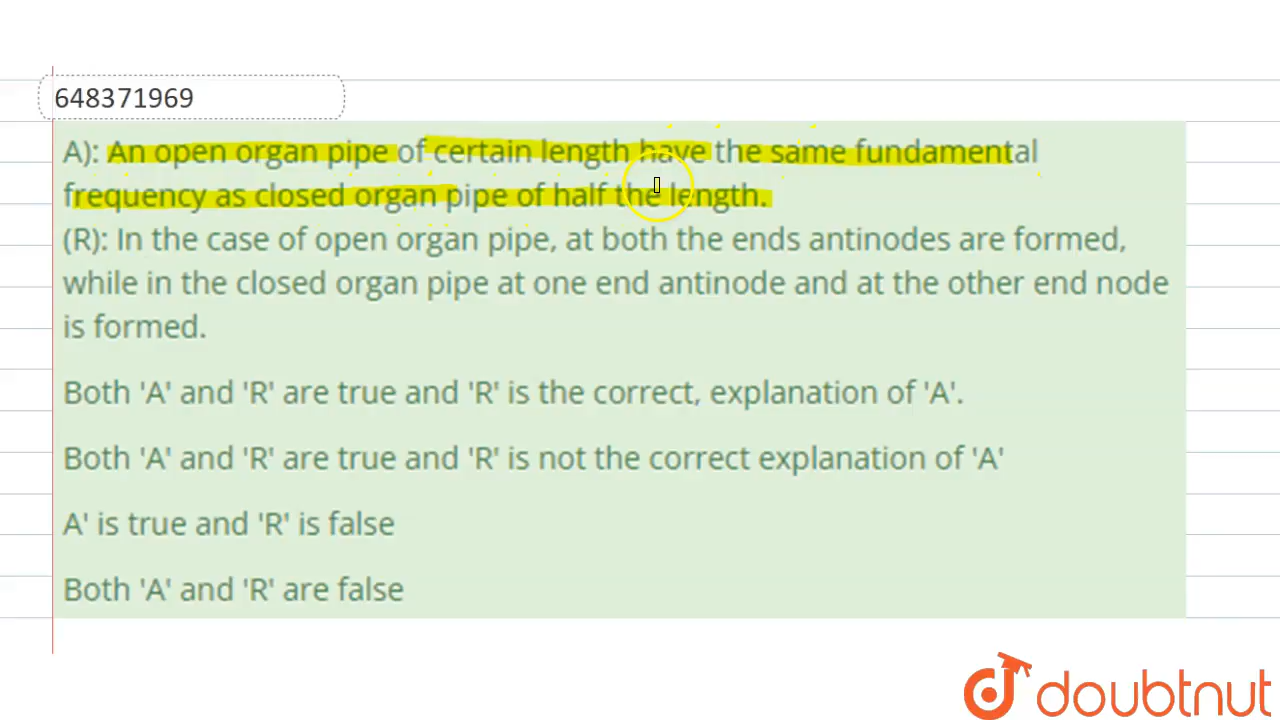 648371969
A): An open organ pipe of certain length have the same fundamental
frequency as closed organ pipe of half the length.
(R): In the case of open organ pipe, at both the ends antinodes are formed,
while in the closed organ pipe at one end antinode and at the other end node
is formed.
Both 'A' and 'R' are true and 'R' is the correct, explanation of 'A'.
Both 'A' and 'R' are true and 'R' is not the correct explanation of 'A'
A' is true and 'R' is false
Both 'A' and 'R' are false
doubtnut